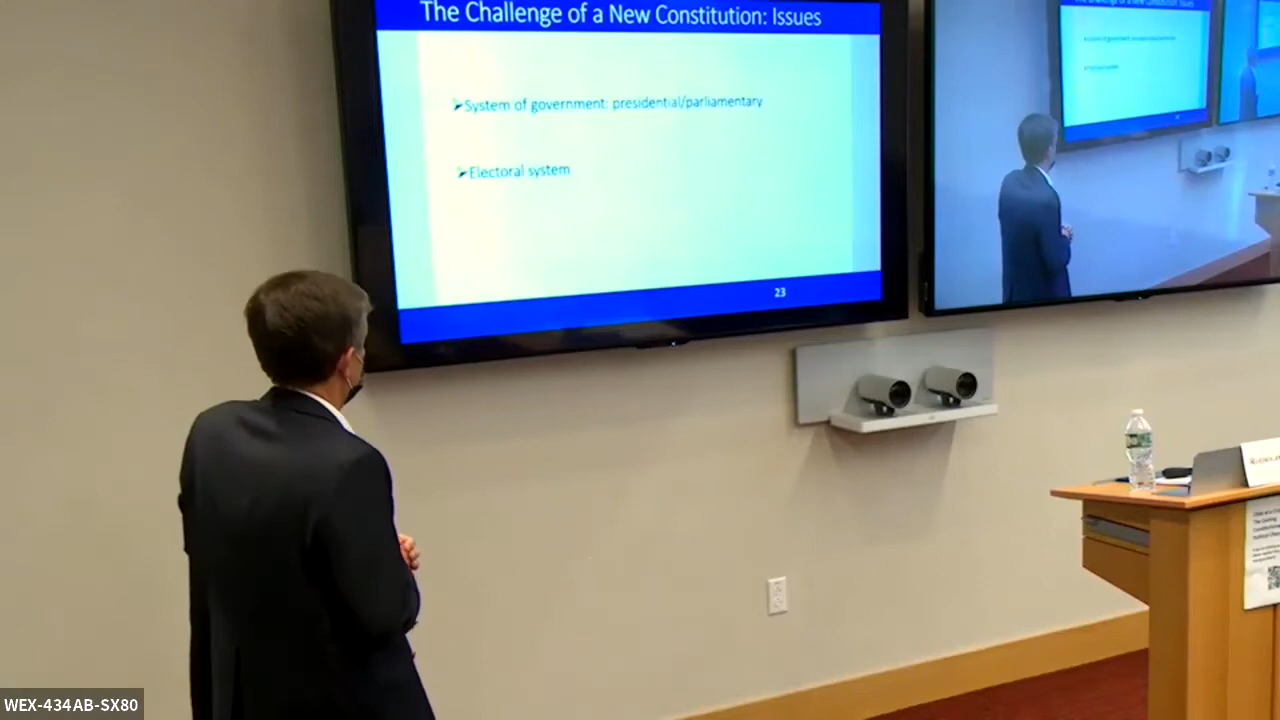 The Challenge of a New Constitution: Issues
➢System of government: presidential/parliamentary
➢Electoral system
23
WEX-434AB-SX80